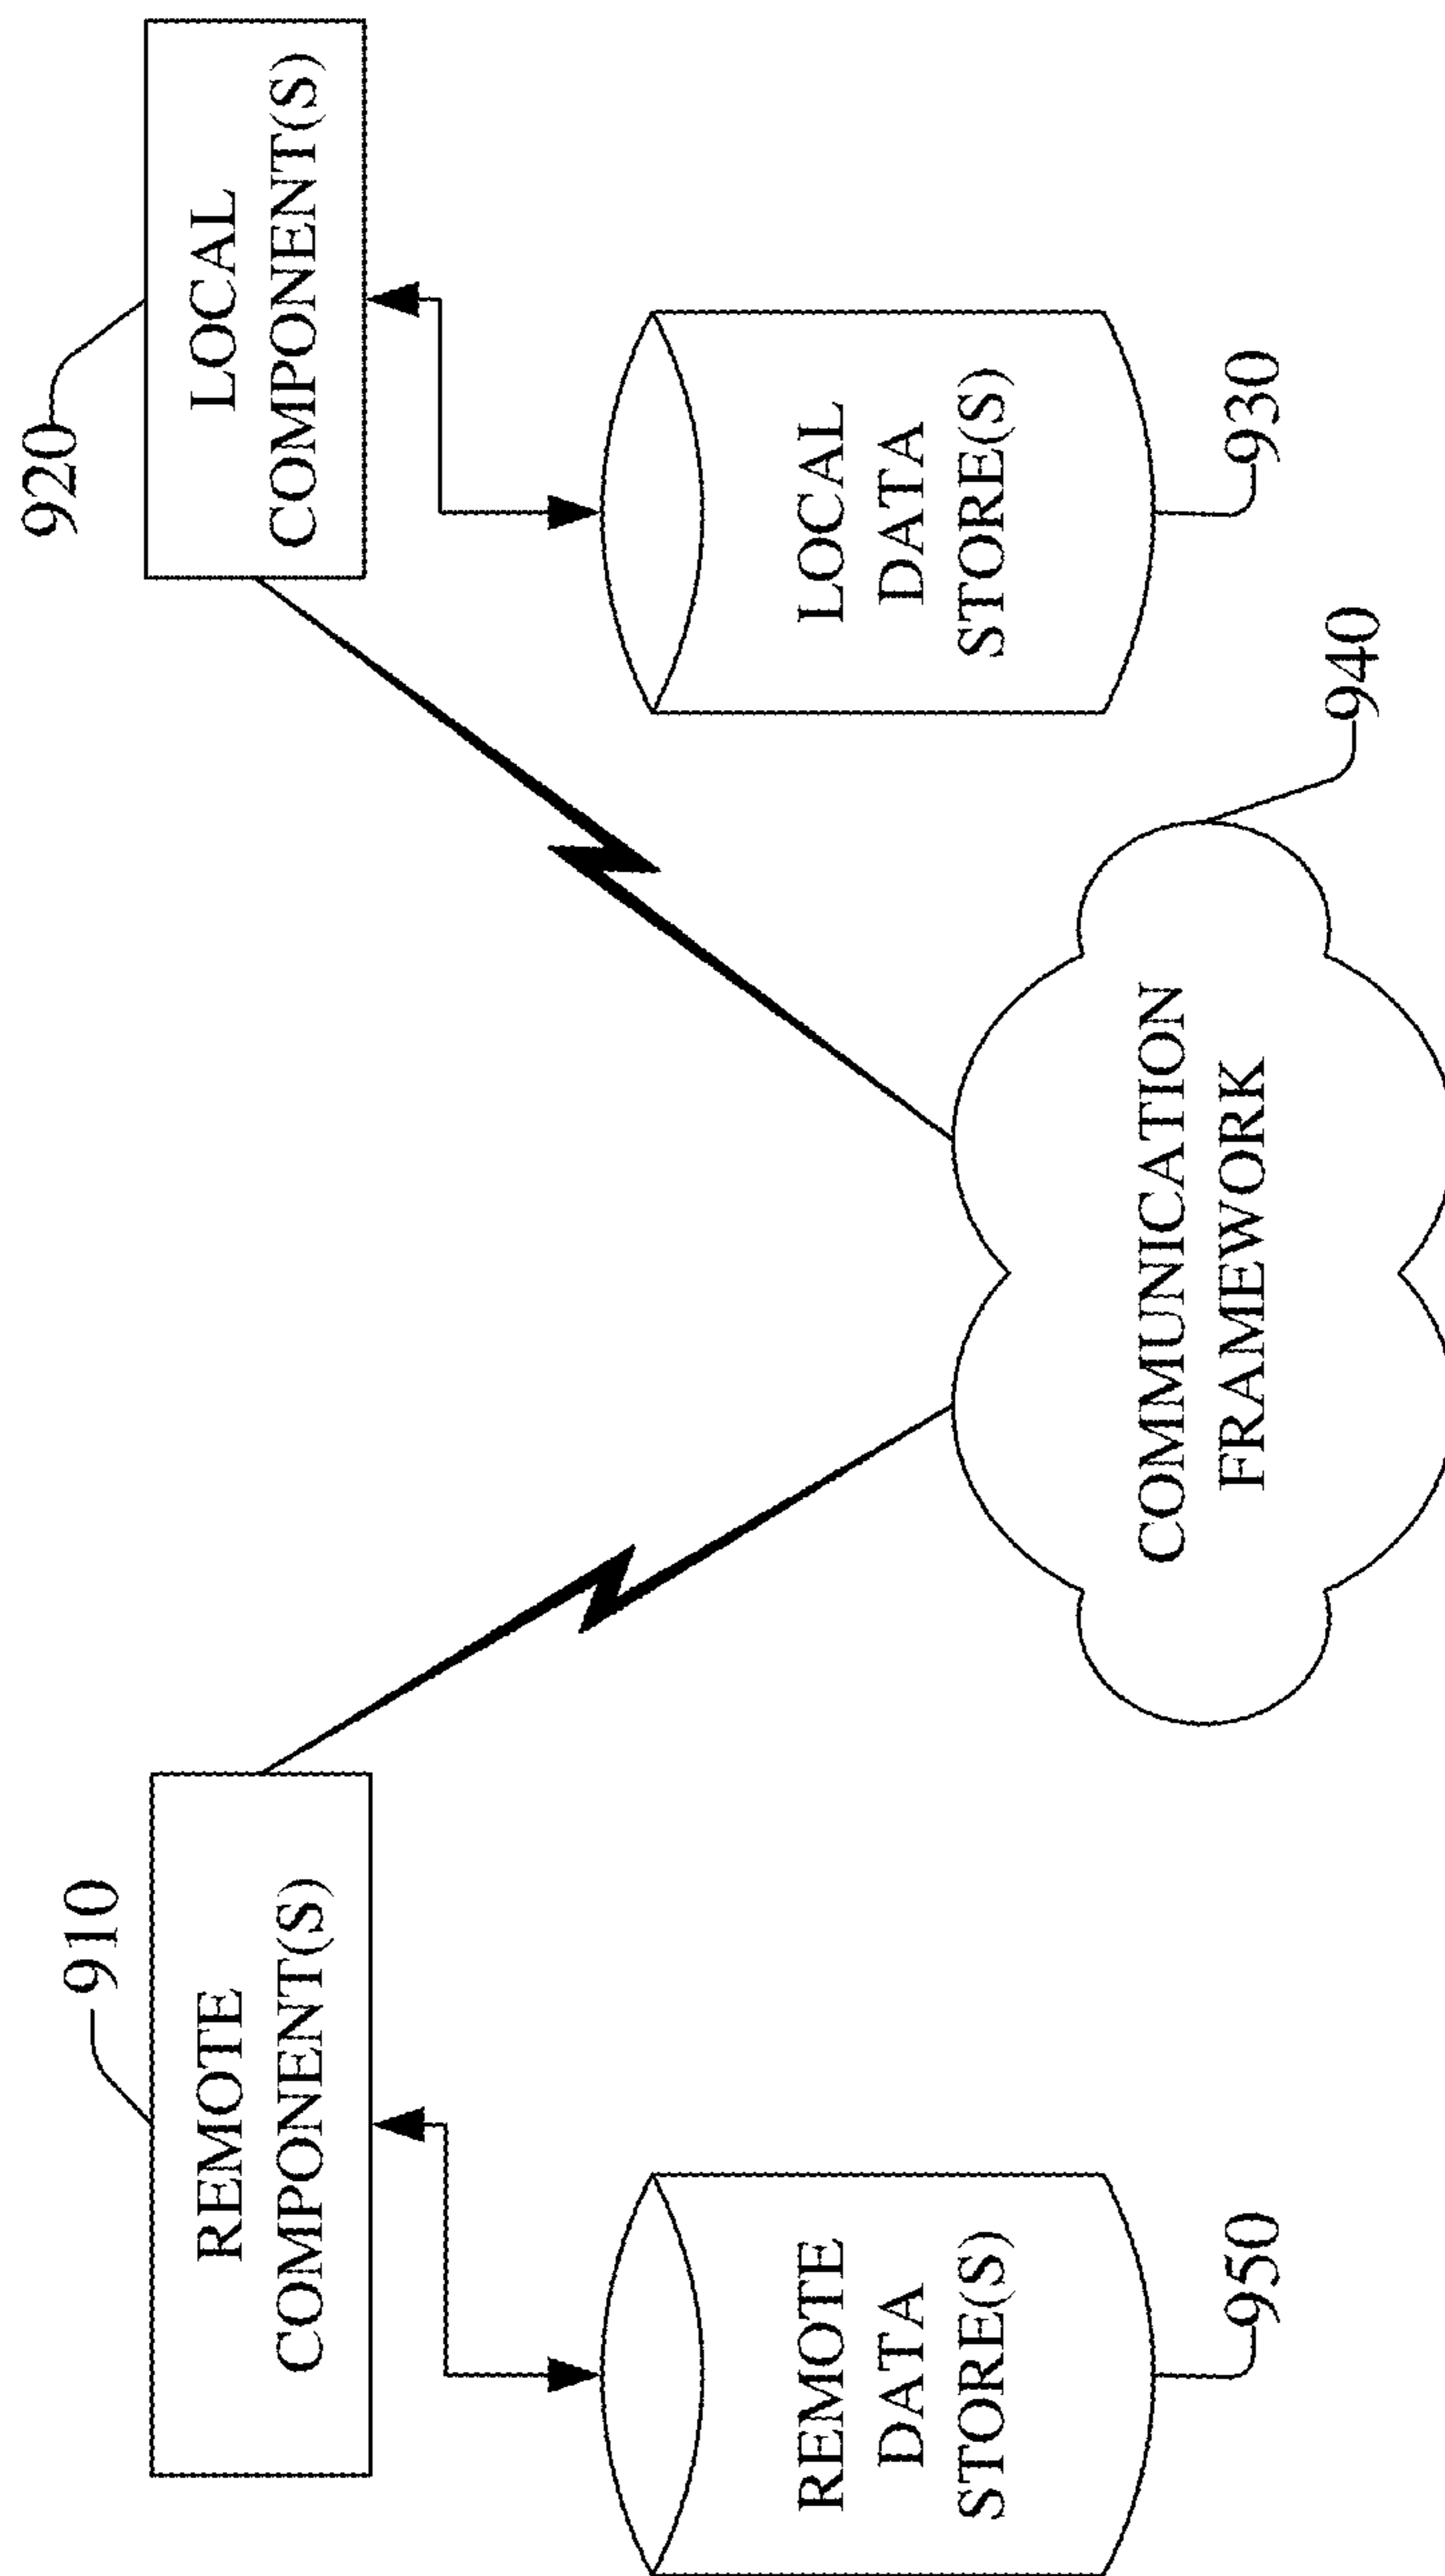 910
REMOTE
COMPONENT(S)
920
LOCAL
COMPONENT(S)
REMOTE
DATA
STORE(S)
950
LOCAL
DATA
STORE(S)
930
COMMUNICATION
FRAMEWORK
940